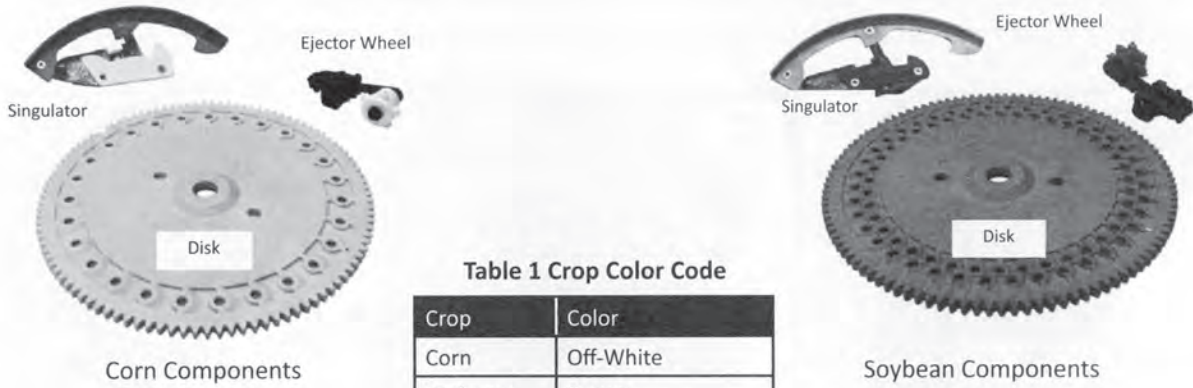 Singulator
Ejector Wheel
Disk
Corn Components
Table 1 Crop Color Code
Crop Color
Corn Off-White
Ejector Wheel
Singulator
Disk
Soybean Components